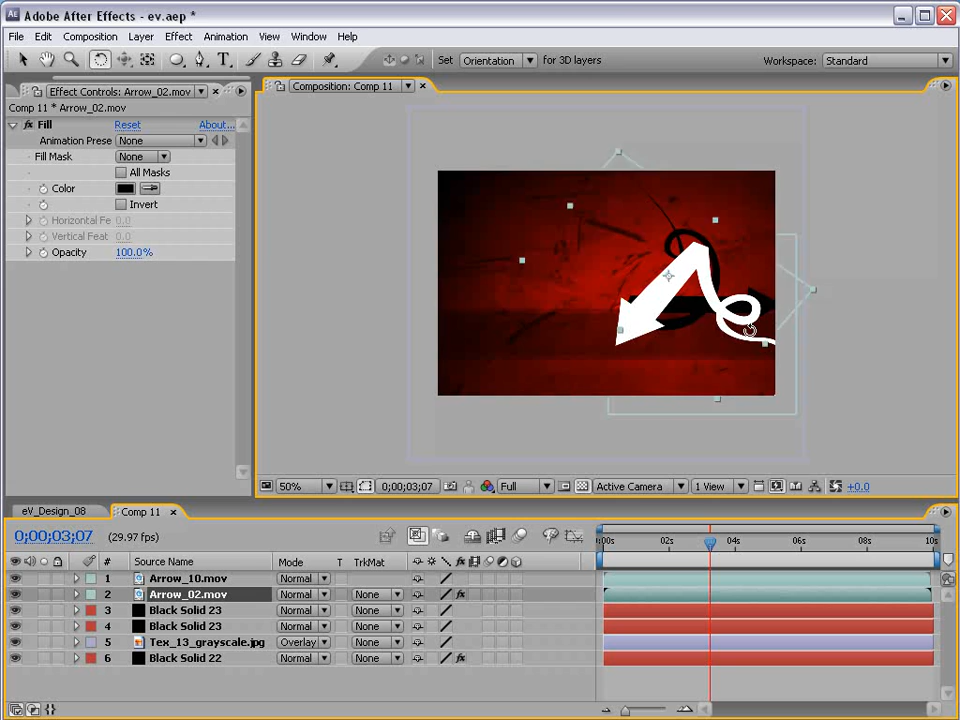 Adobe After Effects - ev.aep *
File Edit Composition Layer Effect Animation View Window Help
Set Orientation for 3D layers Workspace: Standard
Effect Controls: Arrow_02.mov
Composition: Comp 11
Comp 11 * Arrow_02.mov
Fill Reset About...
Animation Prese None
Fill Mask None
All Masks
Color
Invert
Horizontal Fe 0.0
Vertical Feat 0.0
Opacity 100.0%
50% 0;00;03;07 Full Active Camera 1 View +0.0
eV_Design_08 Comp 11
0;00;03;07 (29.97 fps)
:00s 02s 04s 06s 08s 10s
# Source Name Mode T TrkMat
1 Arrow_10.mov Normal
2 Arrow_02.mov Normal None
3 Black Solid 23 Normal None
4 Black Solid 23 Normal None
5 Tex_13_grayscale.jpg Overlay None
6 Black Solid 22 Normal None